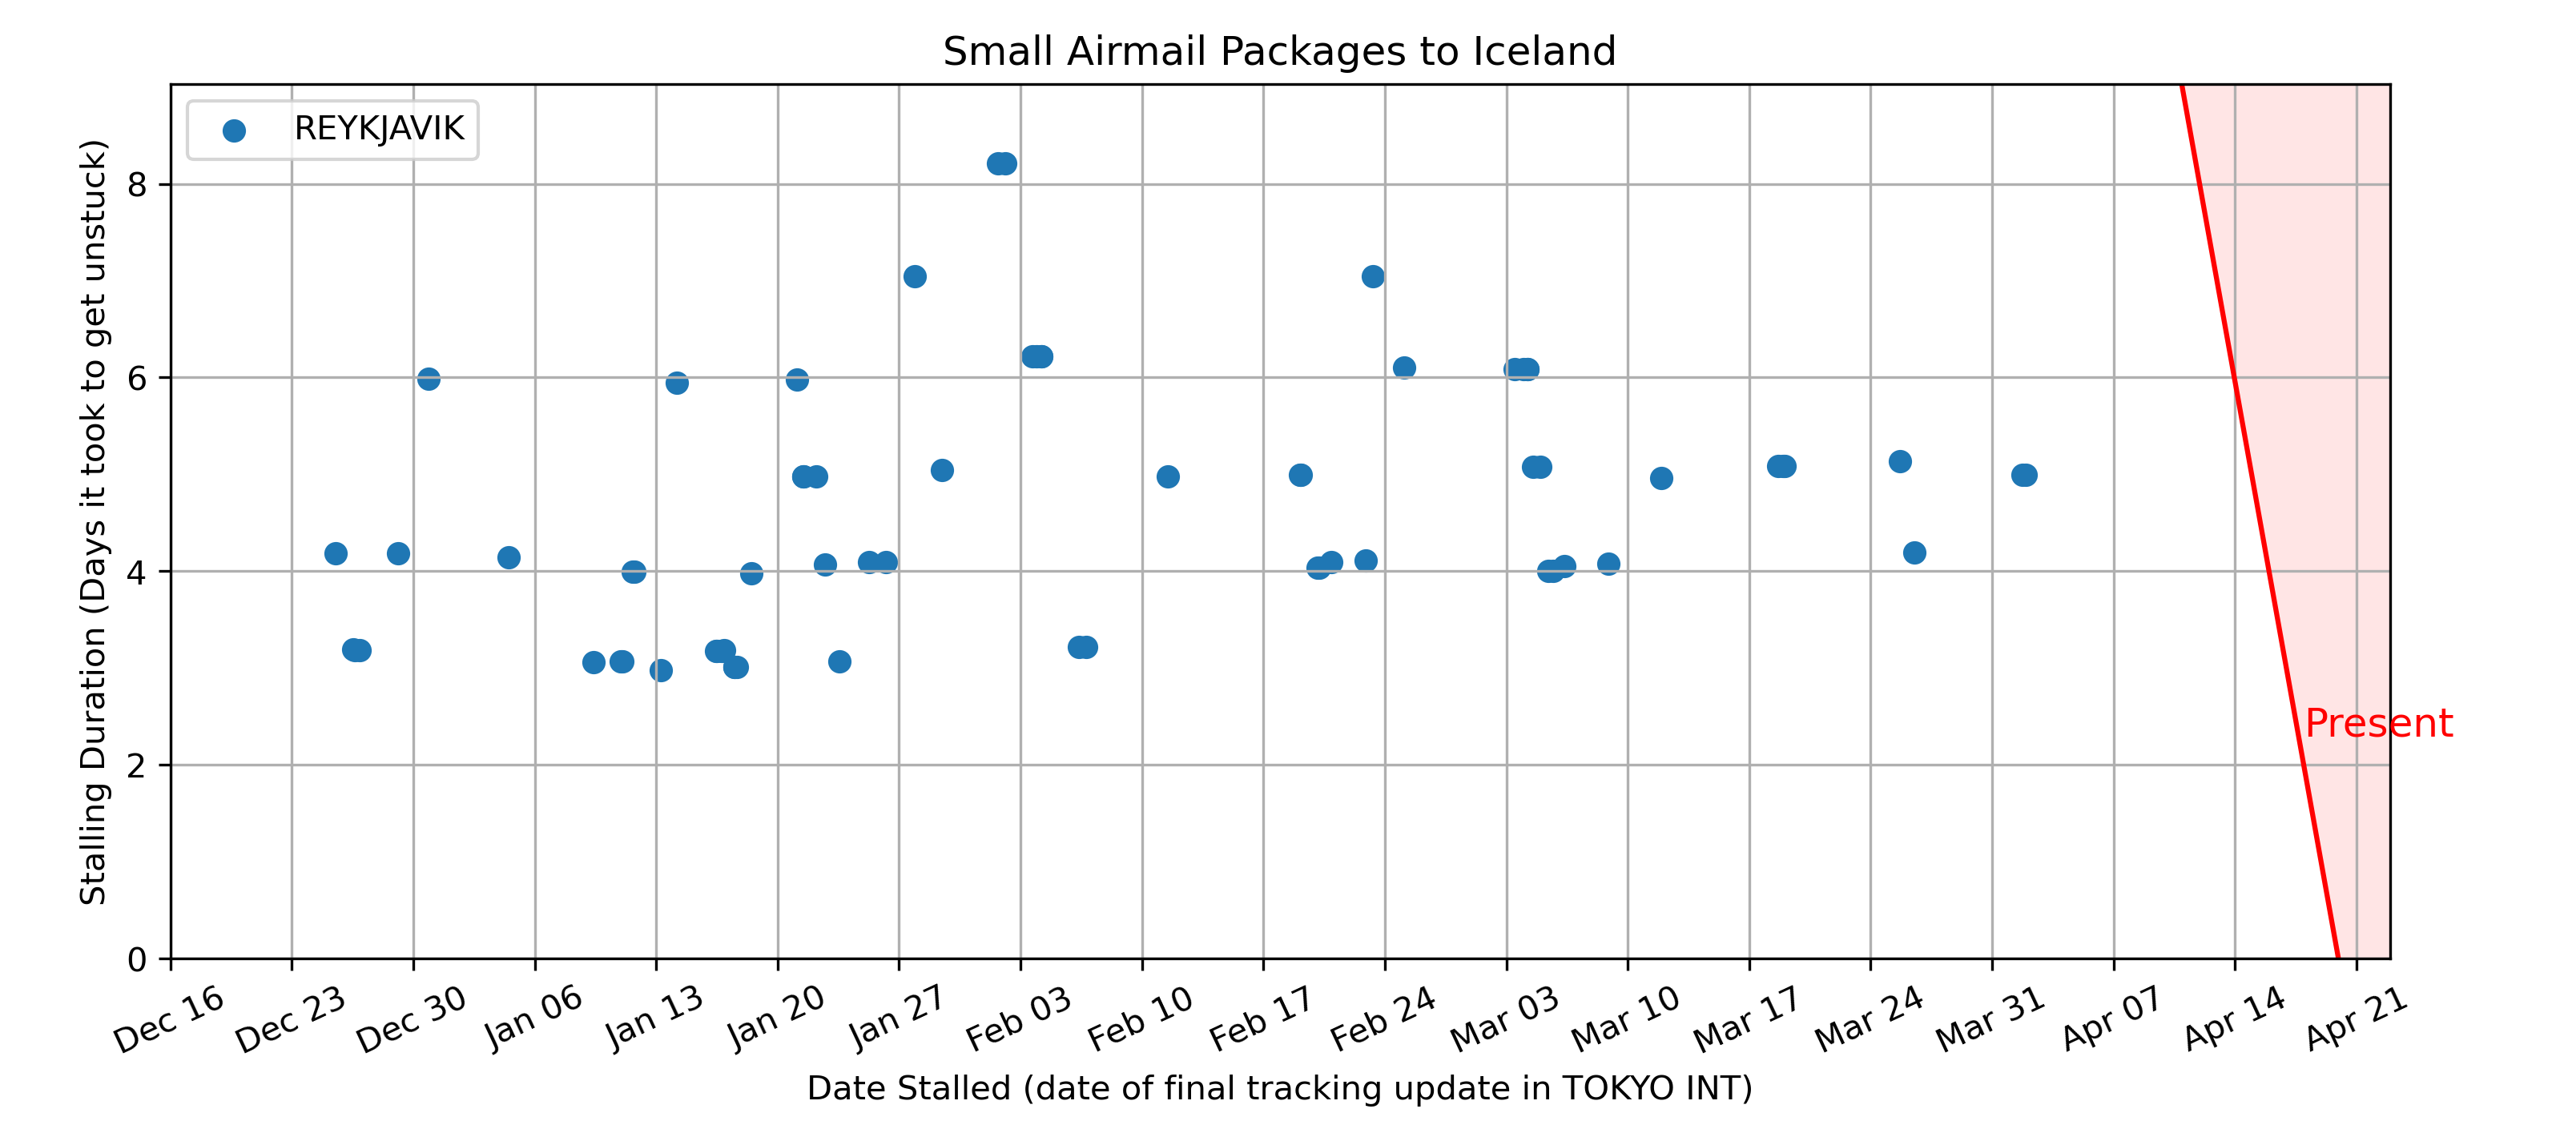 Small Airmail Packages to Iceland
REYKJAVIK
Stalling Duration (Days it took to get unstuck)
8
6
4
2
0
Present
Dec 16 Dec 23 Dec 30 Jan 06 Jan 13 Jan 20 Jan 27 Feb 03 Feb 10 Feb 17 Feb 24 Mar 03 Mar 10 Mar 17 Mar 24 Mar 31 Apr 07 Apr 14 Apr 21
Date Stalled (date of final tracking update in TOKYO INT)